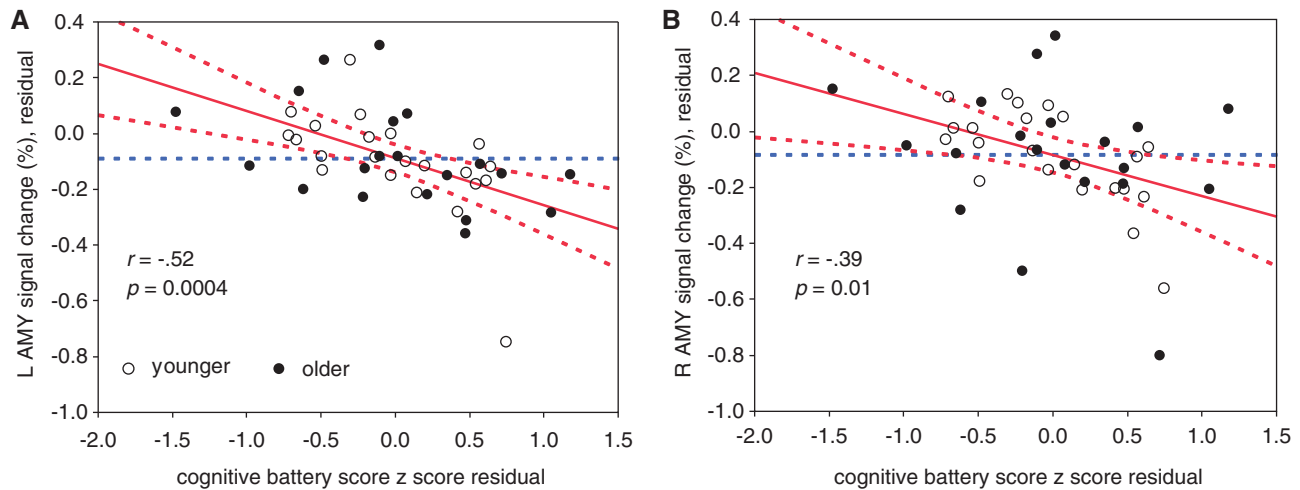 A
L AMY signal change (%), residual
0.4
0.2
0.0
-0.2
-0.4
-0.6
-0.8
-1.0
r = -.52
p = 0.0004
younger
older
-2.0 -1.5 -1.0 -0.5 0.0 0.5 1.0 1.5
cognitive battery score z score residual
B
R AMY signal change (%), residual
0.4
0.2
0.0
-0.2
-0.4
-0.6
-0.8
-1.0
r = -.39
p = 0.01
-2.0 -1.5 -1.0 -0.5 0.0 0.5 1.0 1.5
cognitive battery score z score residual